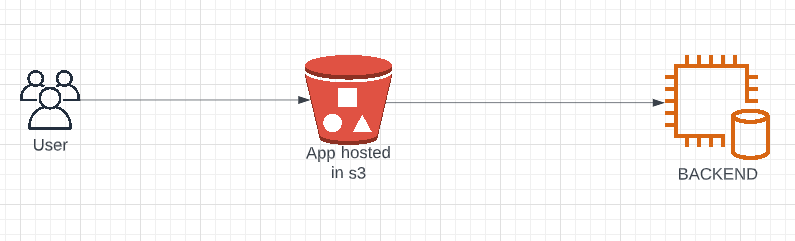 User
App hosted
in s3
BACKEND